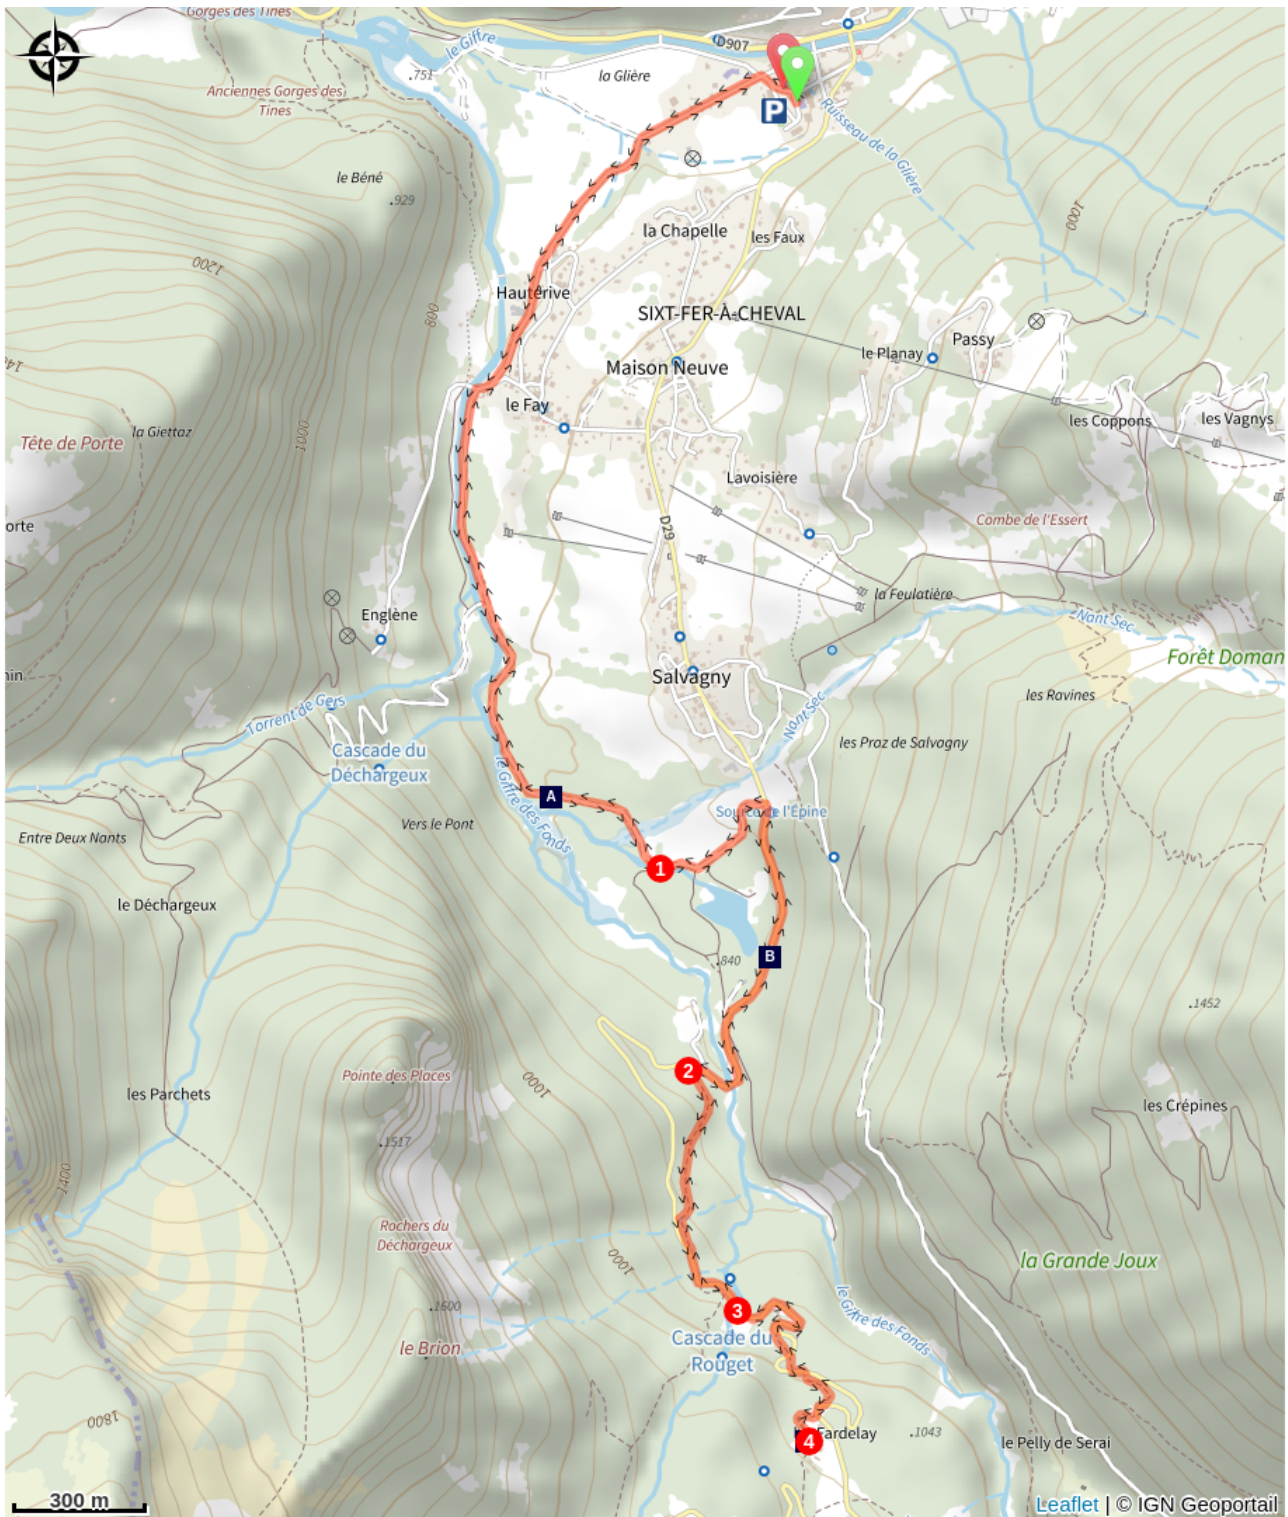 Gorges des Tines
le Giffre
D907
la Glière
.751
Anciennes Gorges des
Tines
P
Ruisseau de la Glière
le Béné
.929
1000
la Chapelle
les Faux
1200
Hauterive
800
SIXT-FER-À-CHEVAL
le Planay
Passy
Maison Neuve
le Fay
les Coppons
les Vagnys
Tête de Porte
la Giettaz
1000
Lavoisière
D29
Combe de l'Essert
orte
la Feulatière
Englène
Nant Sec
Forêt Doman
Salvagny
les Ravines
Torrent de Gers
Nant Sec
les Praz de Salvagny
Cascade du
Déchargeux
le Giffre des Fonds
A
Source de l'Épine
Vers le Pont
Entre Deux Nants
1
le Déchargeux
B
.840
.1452
2
Pointe des Places
1000
les Parchets
les Crépines
.1517
1400
Rochers du
Déchargeux
1000
la Grande Joux
3
.1600
le Giffre des Fonds
Cascade du
Rouget
le Brion
1800
4
Fardelay
.1043
le Pelly de Serai
300 m
Leaflet | © IGN Geoportail